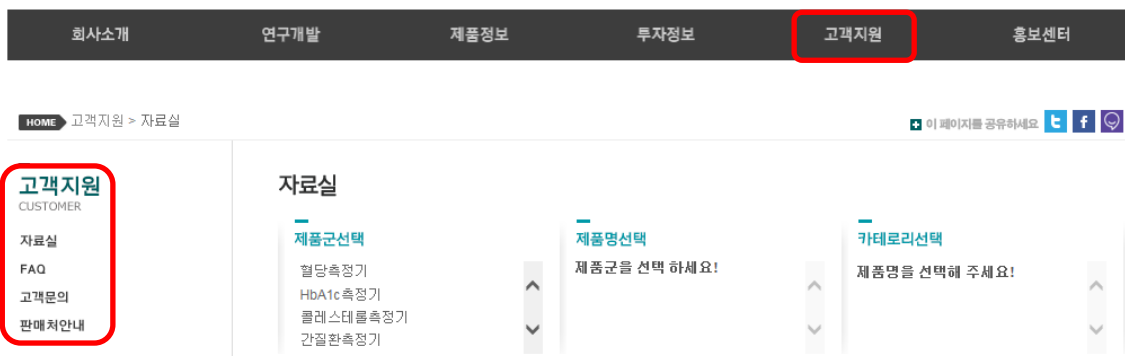 회사소개 연구개발 제품정보 투자정보 고객지원 홍보센터
HOME 고객지원 > 자료실
이 페이지를 공유하세요
고객지원
CUSTOMER
자료실
FAQ
고객문의
판매처안내
자료실
제품군선택
혈당측정기
HbA1c측정기
콜레스테롤측정기
간질환측정기
제품명선택
제품군을 선택 하세요!
카테로리선택
제품명을 선택해 주세요!